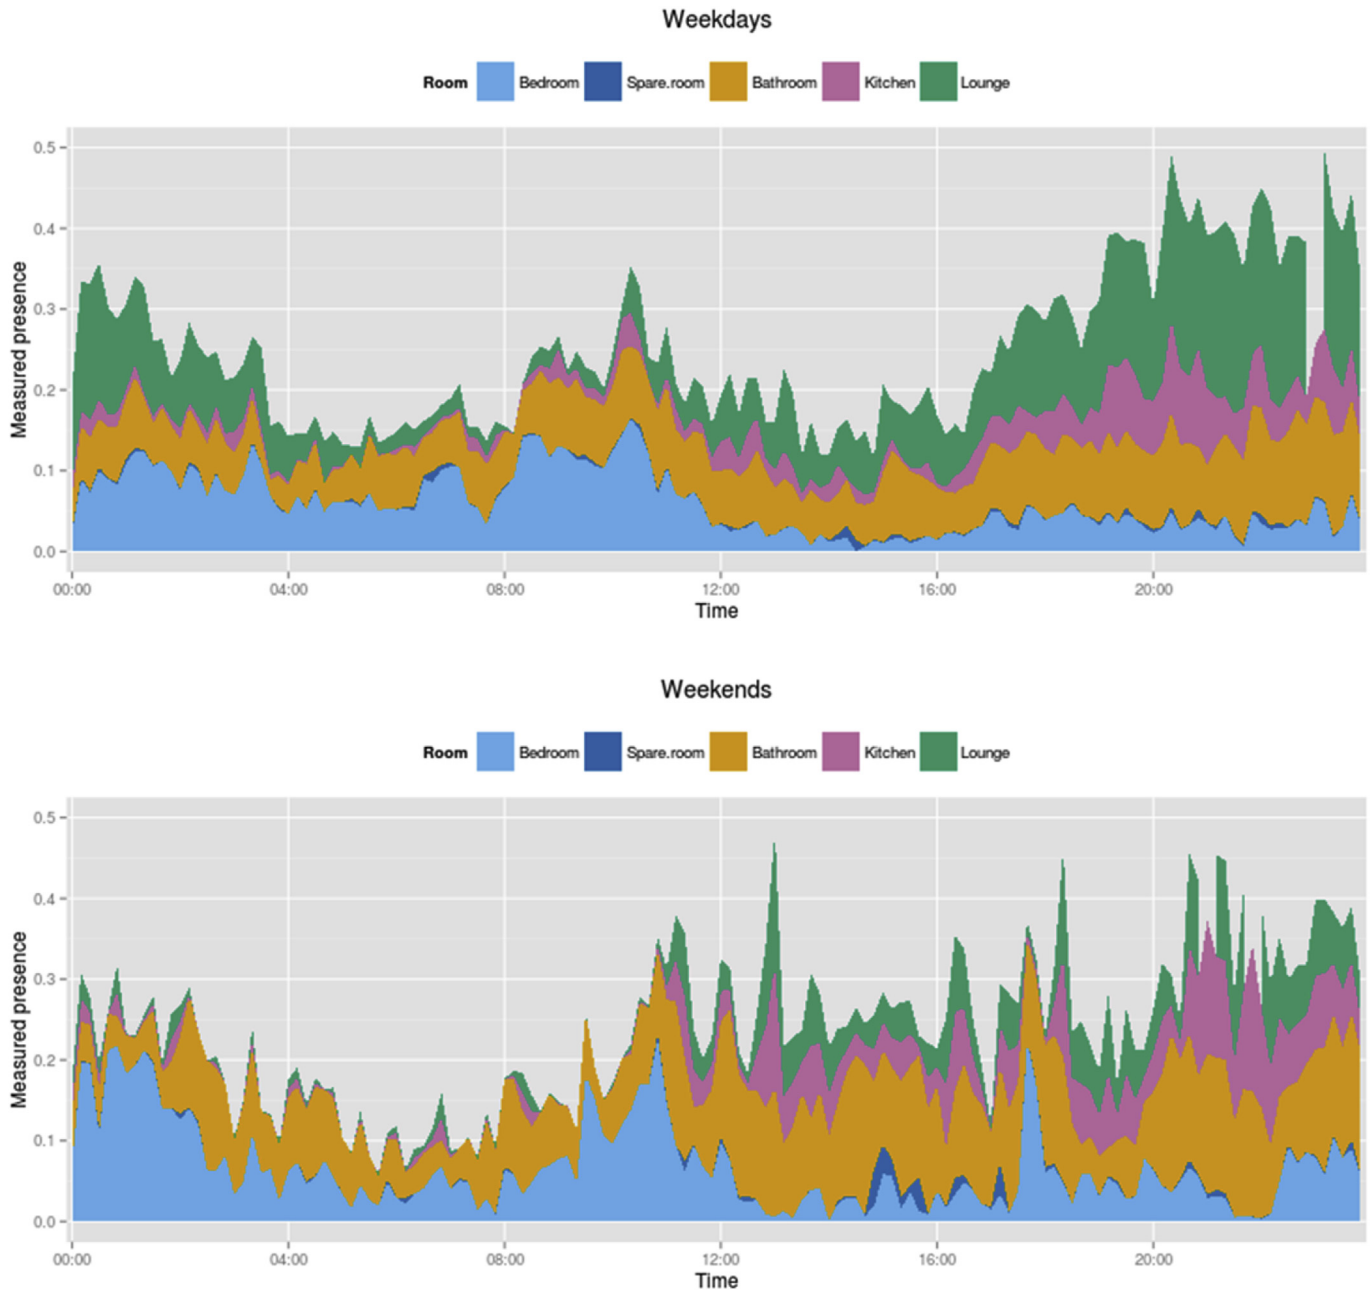 Weekdays
Room Bedroom Spare.room Bathroom Kitchen Lounge
0.5
0.4
0.3
0.2
0.1
0.0
Measured presence
00:00 04:00 08:00 12:00 16:00 20:00
Time
Weekends
Room Bedroom Spare.room Bathroom Kitchen Lounge
0.5
0.4
0.3
0.2
0.1
0.0
Measured presence
00:00 04:00 08:00 12:00 16:00 20:00
Time